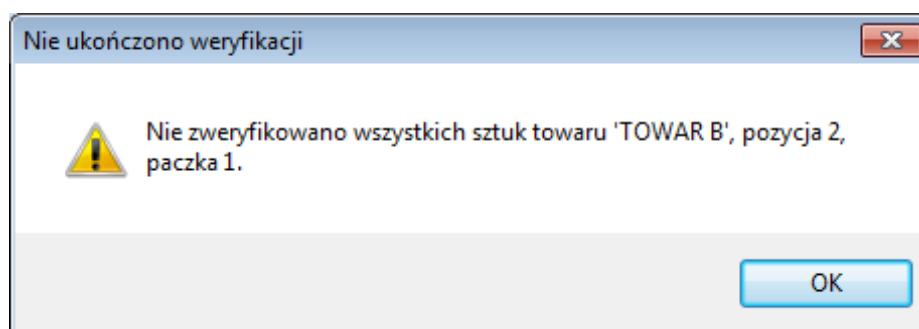 Nie ukończono weryfikacji
Nie zweryfikowano wszystkich sztuk towaru 'TOWAR B', pozycja 2,
paczka 1.
OK